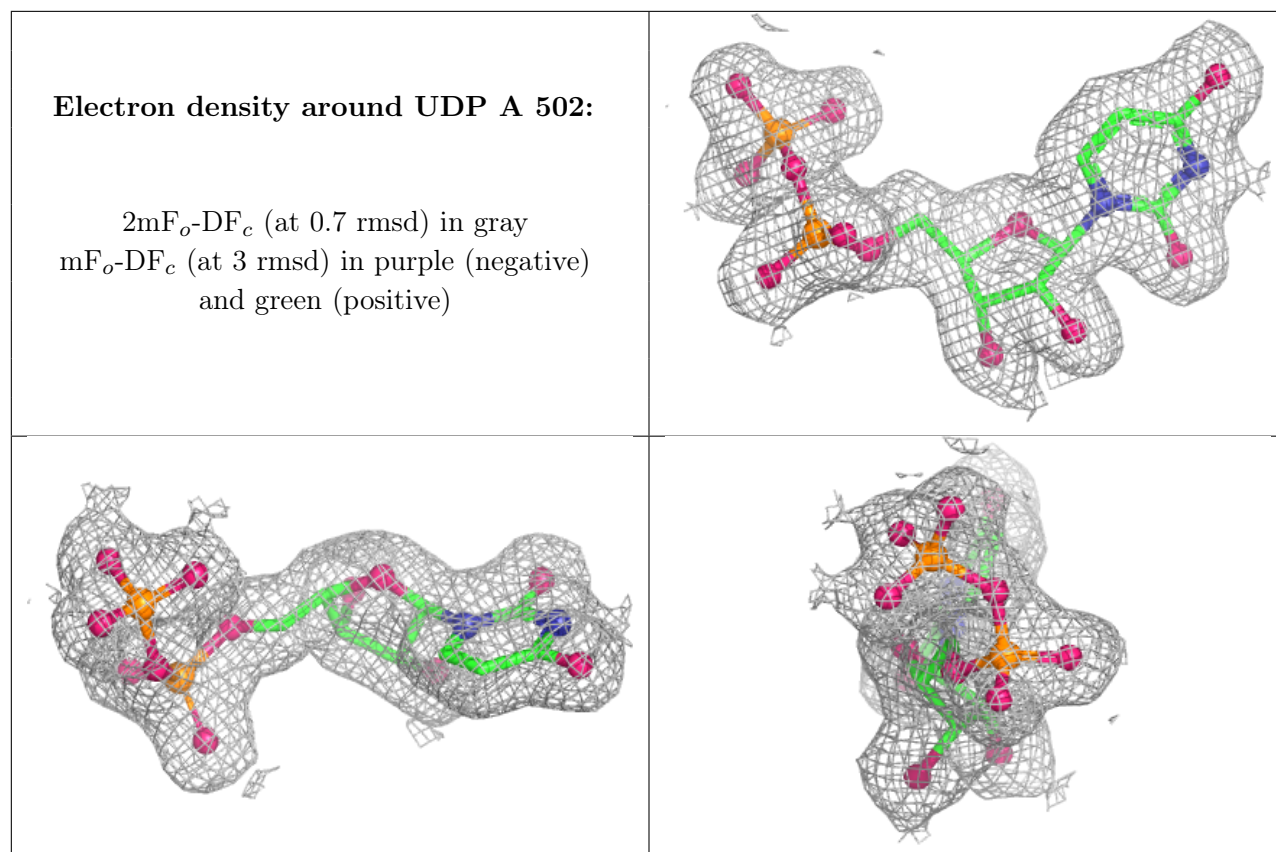 Electron density around UDP A 502:
2mFo-DFc (at 0.7 rmsd) in gray
mFo-DFc (at 3 rmsd) in purple (negative)
and green (positive)